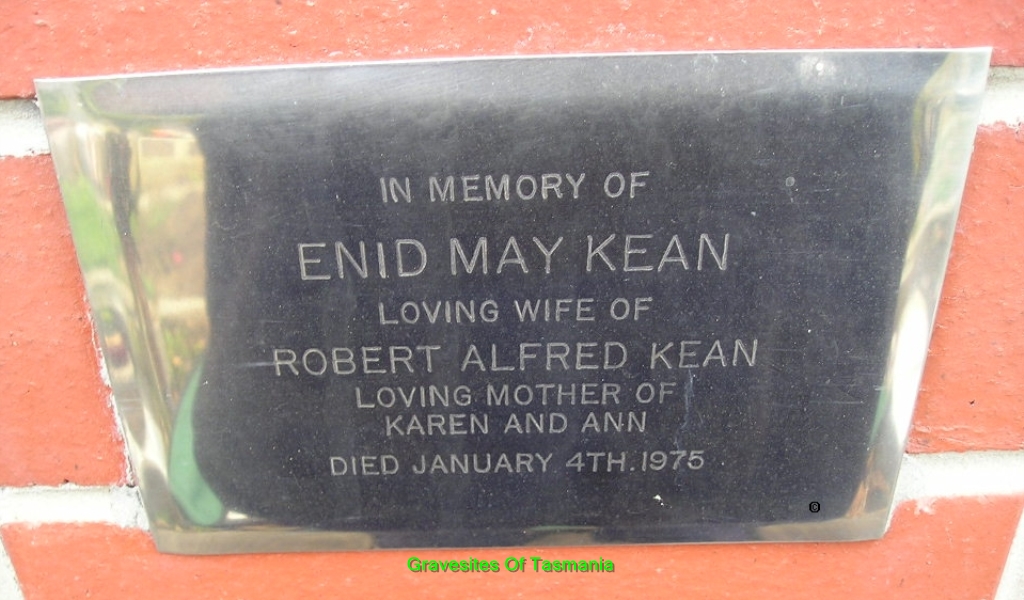 IN MEMORY OF
ENID MAY KEAN
LOVING WIFE OF
ROBERT ALFRED KEAN
LOVING MOTHER OF
KAREN AND ANN
DIED JANUARY 4TH.1975
©
Gravesites Of Tasmania